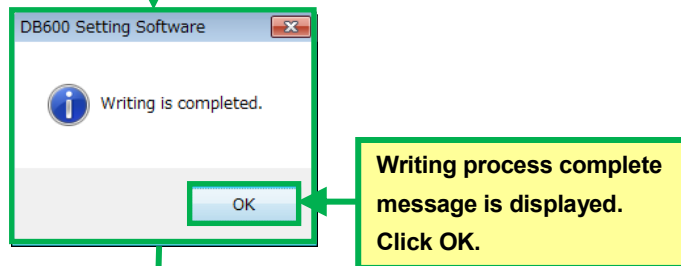 DB600 Setting Software
Writing is completed.
OK
Writing process complete
message is displayed.
Click OK.